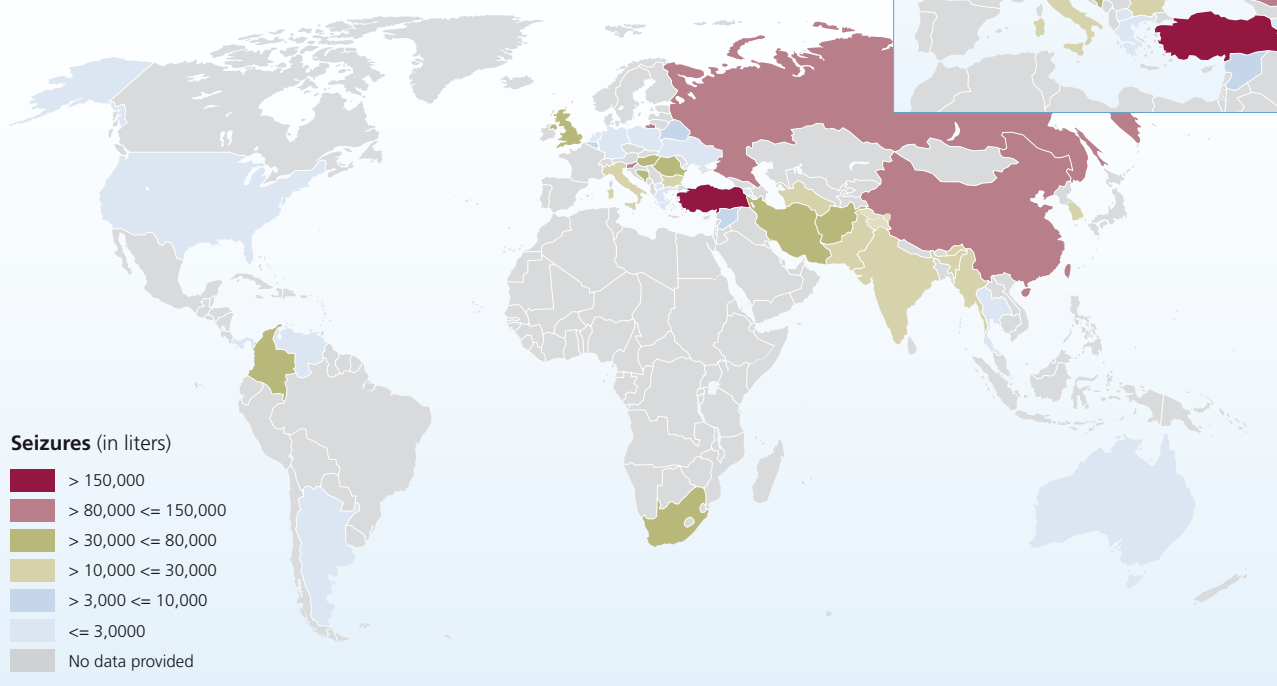 Seizures (in liters)
> 150,000
> 80,000 <= 150,000
> 30,000 <= 80,000
> 10,000 <= 30,000
> 3,000 <= 10,000
<= 3,0000
No data provided